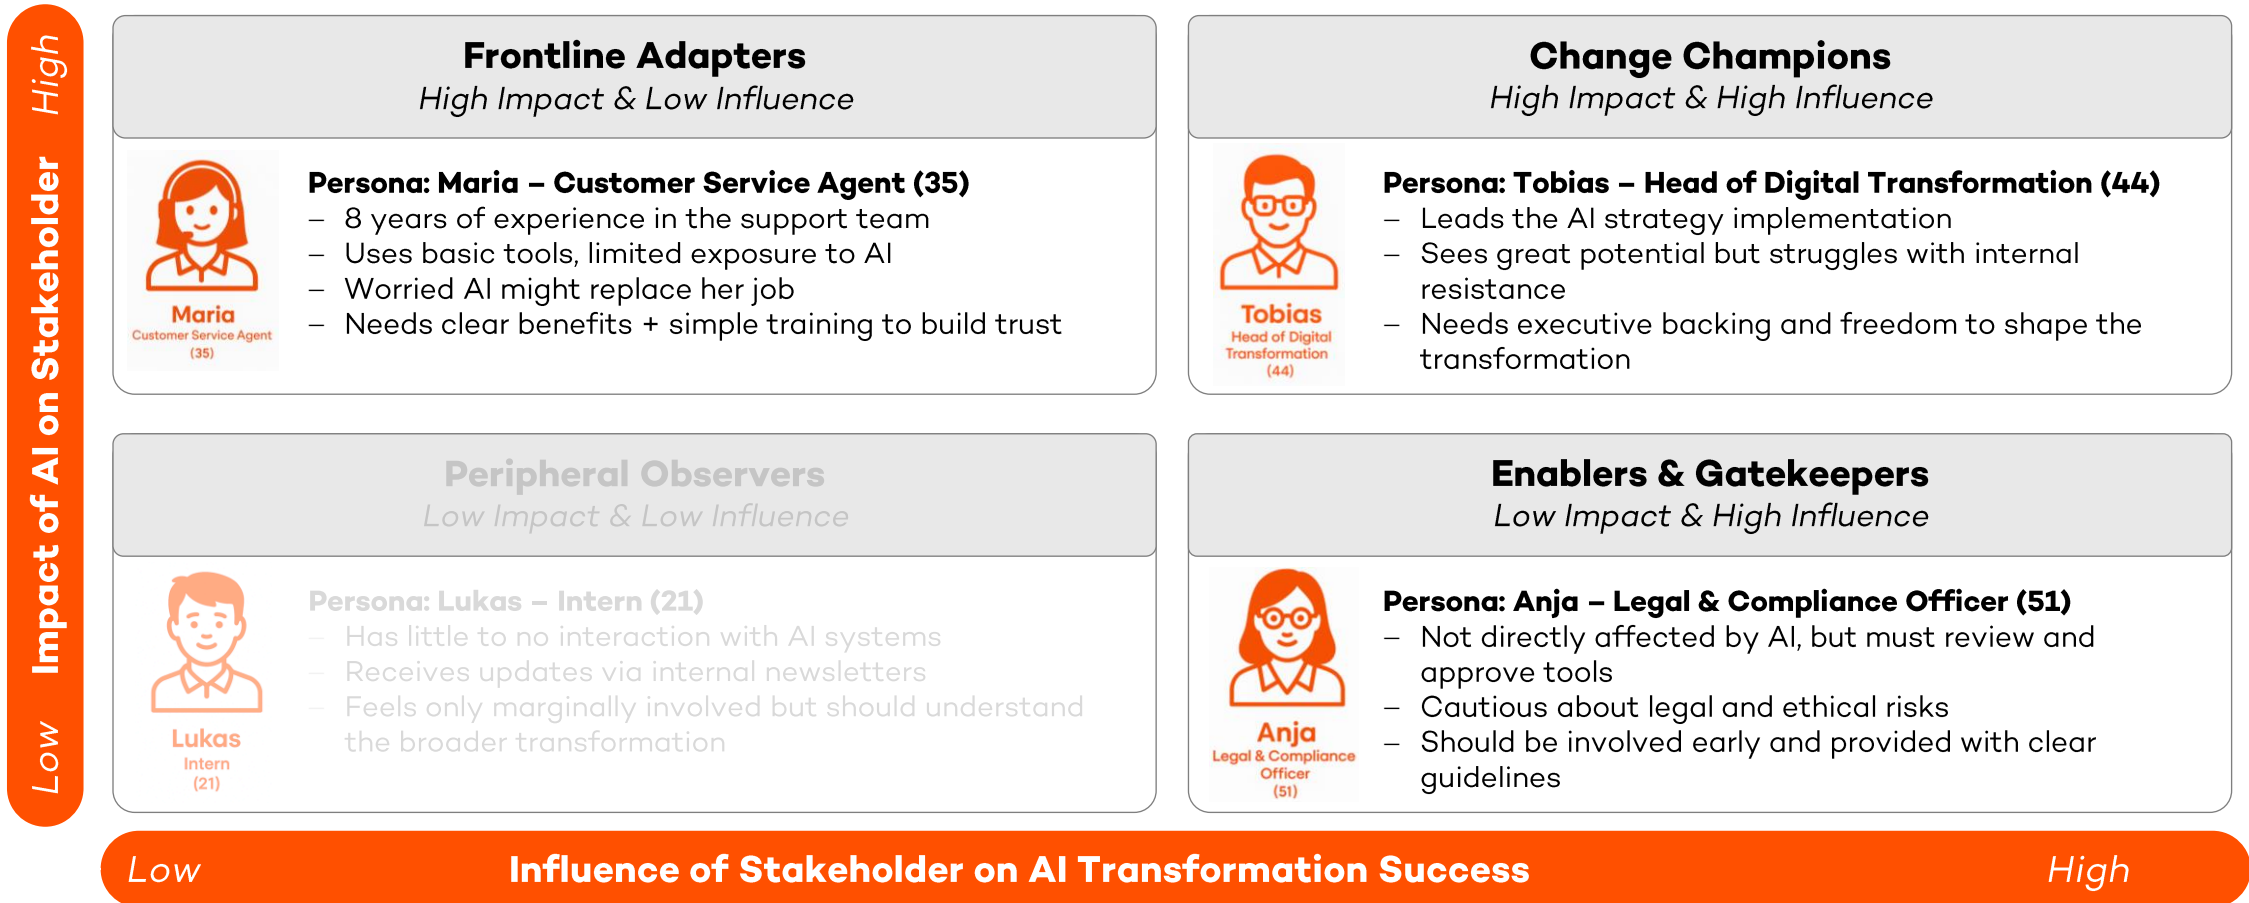 High
Impact of AI on Stakeholder
Low
Frontline Adapters
High Impact & Low Influence
Maria
Customer Service Agent
(35)
Persona: Maria – Customer Service Agent (35)
– 8 years of experience in the support team
– Uses basic tools, limited exposure to AI
– Worried AI might replace her job
– Needs clear benefits + simple training to build trust
Change Champions
High Impact & High Influence
Tobias
Head of Digital
Transformation
(44)
Persona: Tobias – Head of Digital Transformation (44)
– Leads the AI strategy implementation
– Sees great potential but struggles with internal
resistance
– Needs executive backing and freedom to shape the
transformation
Peripheral Observers
Low Impact & Low Influence
Lukas
Intern
(21)
Persona: Lukas – Intern (21)
– Has little to no interaction with AI systems
– Receives updates via internal newsletters
– Feels only marginally involved but should understand
the broader transformation
Enablers & Gatekeepers
Low Impact & High Influence
Anja
Legal & Compliance
Officer
(51)
Persona: Anja – Legal & Compliance Officer (51)
– Not directly affected by AI, but must review and
approve tools
– Cautious about legal and ethical risks
– Should be involved early and provided with clear
guidelines
Low
Influence of Stakeholder on AI Transformation Success
High